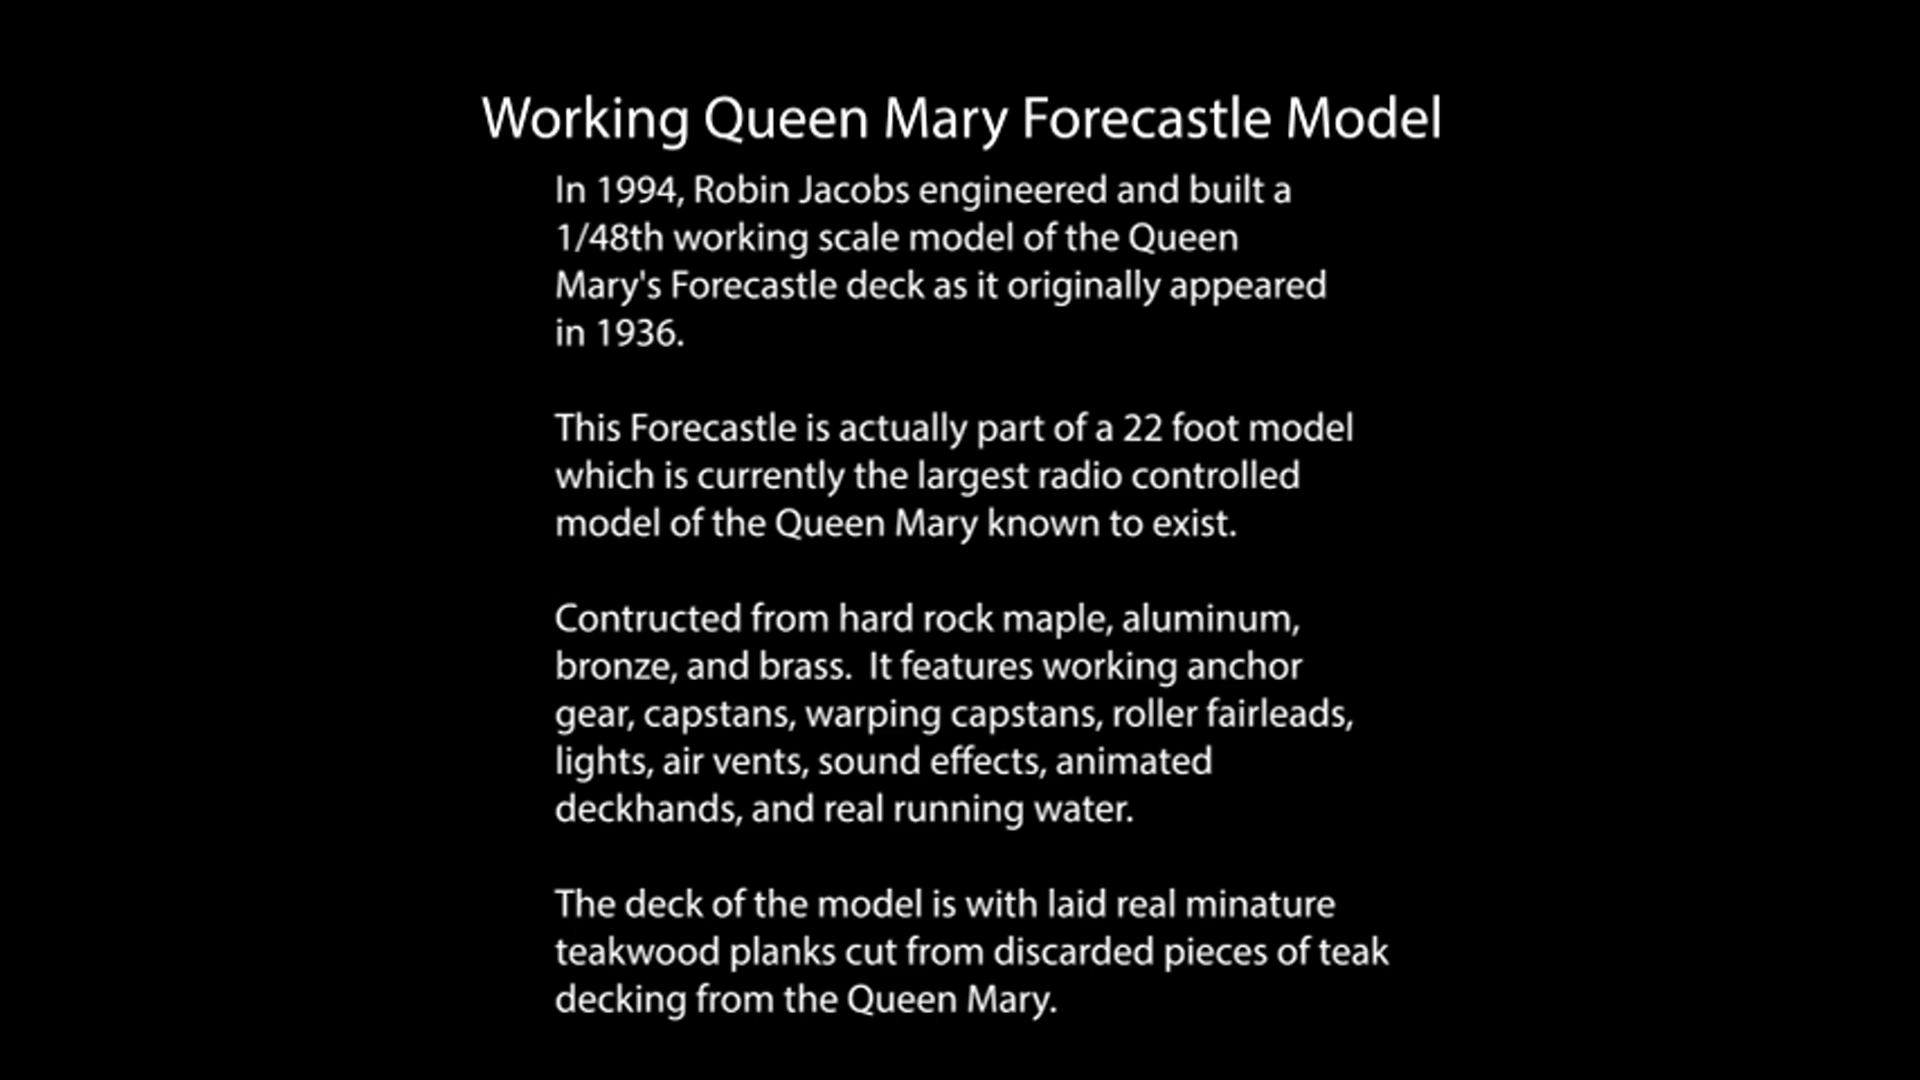 Working Queen Mary Forecastle Model
In 1994, Robin Jacobs engineered and built a
1/48th working scale model of the Queen
Mary's Forecastle deck as it originally appeared
in 1936.
This Forecastle is actually part of a 22 foot model
which is currently the largest radio controlled
model of the Queen Mary known to exist.
Contructed from hard rock maple, aluminum,
bronze, and brass.  It features working anchor
gear, capstans, warping capstans, roller fairleads,
lights, air vents, sound effects, animated
deckhands, and real running water.
The deck of the model is with laid real minature
teakwood planks cut from discarded pieces of teak
decking from the Queen Mary.